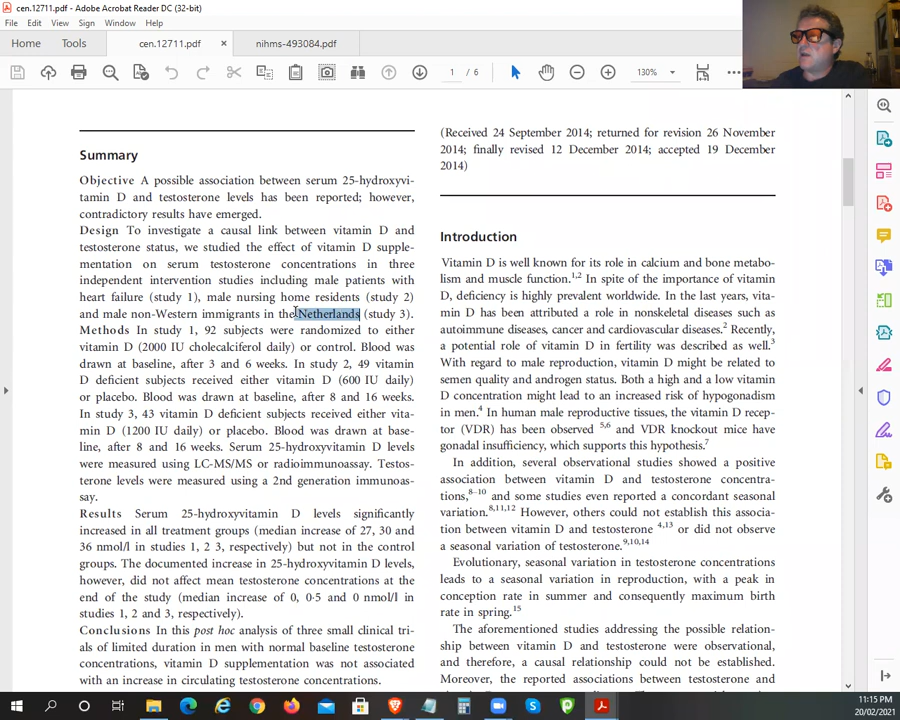 cen.12711.pdf - Adobe Acrobat Reader DC (32-bit)
File Edit View Sign Window Help
Home Tools cen.12711.pdf × nihms-493084.pdf
1 / 6 130%
Summary
Objective A possible association between serum 25-hydroxyvi-
tamin D and testosterone levels has been reported; however,
contradictory results have emerged.
Design To investigate a causal link between vitamin D and
testosterone status, we studied the effect of vitamin D supple-
mentation on serum testosterone concentrations in three
independent intervention studies including male patients with
heart failure (study 1), male nursing home residents (study 2)
and male non-Western immigrants in the Netherlands (study 3).
Methods In study 1, 92 subjects were randomized to either
vitamin D (2000 IU cholecalciferol daily) or control. Blood was
drawn at baseline, after 3 and 6 weeks. In study 2, 49 vitamin
D deficient subjects received either vitamin D (600 IU daily)
or placebo. Blood was drawn at baseline, after 8 and 16 weeks.
In study 3, 43 vitamin D deficient subjects received either vita-
min D (1200 IU daily) or placebo. Blood was drawn at base-
line, after 8 and 16 weeks. Serum 25-hydroxyvitamin D levels
were measured using LC-MS/MS or radioimmunoassay. Testos-
terone levels were measured using a 2nd generation immunoas-
say.
Results Serum 25-hydroxyvitamin D levels significantly
increased in all treatment groups (median increase of 27, 30 and
36 nmol/l in studies 1, 2 3, respectively) but not in the control
groups. The documented increase in 25-hydroxyvitamin D levels,
however, did not affect mean testosterone concentrations at the
end of the study (median increase of 0, 0·5 and 0 nmol/l in
studies 1, 2 and 3, respectively).
Conclusions In this post hoc analysis of three small clinical tri-
als of limited duration in men with normal baseline testosterone
concentrations, vitamin D supplementation was not associated
with an increase in circulating testosterone concentrations.
(Received 24 September 2014; returned for revision 26 November
2014; finally revised 12 December 2014; accepted 19 December
2014)
Introduction
Vitamin D is well known for its role in calcium and bone metabo-
lism and muscle function.1,2 In spite of the importance of vitamin
D, deficiency is highly prevalent worldwide. In the last years, vita-
min D has been attributed a role in nonskeletal diseases such as
autoimmune diseases, cancer and cardiovascular diseases.2 Recently,
a potential role of vitamin D in fertility was described as well.3
With regard to male reproduction, vitamin D might be related to
semen quality and androgen status. Both a high and a low vitamin
D concentration might lead to an increased risk of hypogonadism
in men.4 In human male reproductive tissues, the vitamin D recep-
tor (VDR) has been observed 5,6 and VDR knockout mice have
gonadal insufficiency, which supports this hypothesis.7
In addition, several observational studies showed a positive
association between vitamin D and testosterone concentra-
tions,8–10 and some studies even reported a concordant seasonal
variation.8,11,12 However, others could not establish this associa-
tion between vitamin D and testosterone 4,13 or did not observe
a seasonal variation of testosterone.9,10,14
Evolutionary, seasonal variation in testosterone concentrations
leads to a seasonal variation in reproduction, with a peak in
conception rate in summer and consequently maximum birth
rate in spring.15
The aforementioned studies addressing the possible relation-
ship between vitamin D and testosterone were observational,
and therefore, a causal relationship could not be established.
Moreover, the reported associations between testosterone and
11:15 PM
20/02/2021